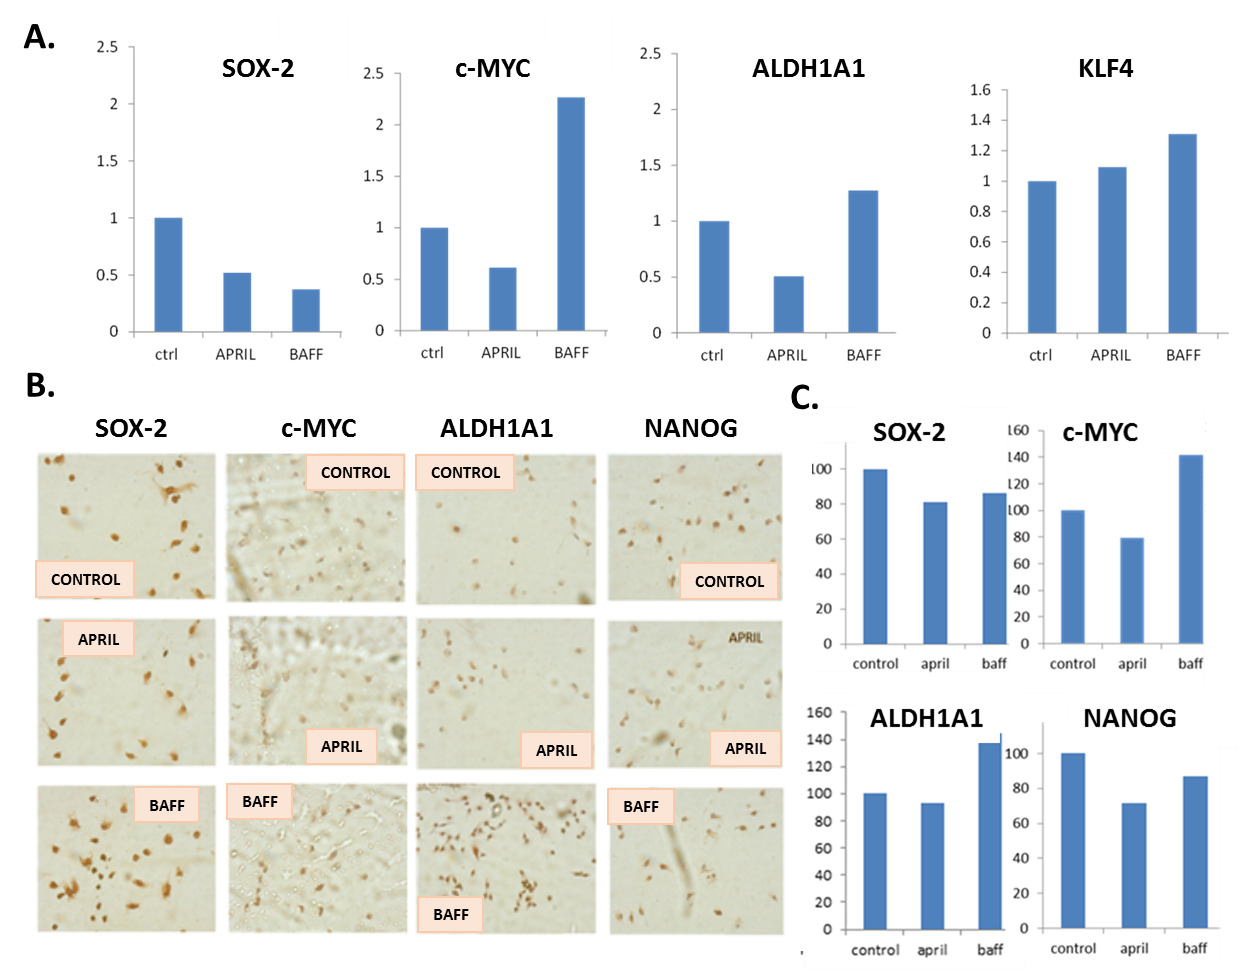 A.
SOX-2
2.5
2
1.5
1
0.5
0
ctrl APRIL BAFF
c-MYC
2.5
2
1.5
1
0.5
0
ctrl APRIL BAFF
ALDH1A1
2.5
2
1.5
1
0.5
0
ctrl APRIL BAFF
KLF4
1.6
1.4
1.2
1
0.8
0.6
0.4
0.2
0
ctrl APRIL BAFF
B.
SOX-2 c-MYC ALDH1A1 NANOG
CONTROL
CONTROL
CONTROL
CONTROL
APRIL
APRIL
APRIL
APRIL
APRIL
BAFF
BAFF
BAFF
BAFF
C.
SOX-2
100
80
60
40
20
0
control april baff
c-MYC
160
140
120
100
80
60
40
20
0
control april baff
ALDH1A1
160
140
120
100
80
60
40
20
0
control april baff
NANOG
100
80
60
40
20
0
control april baff